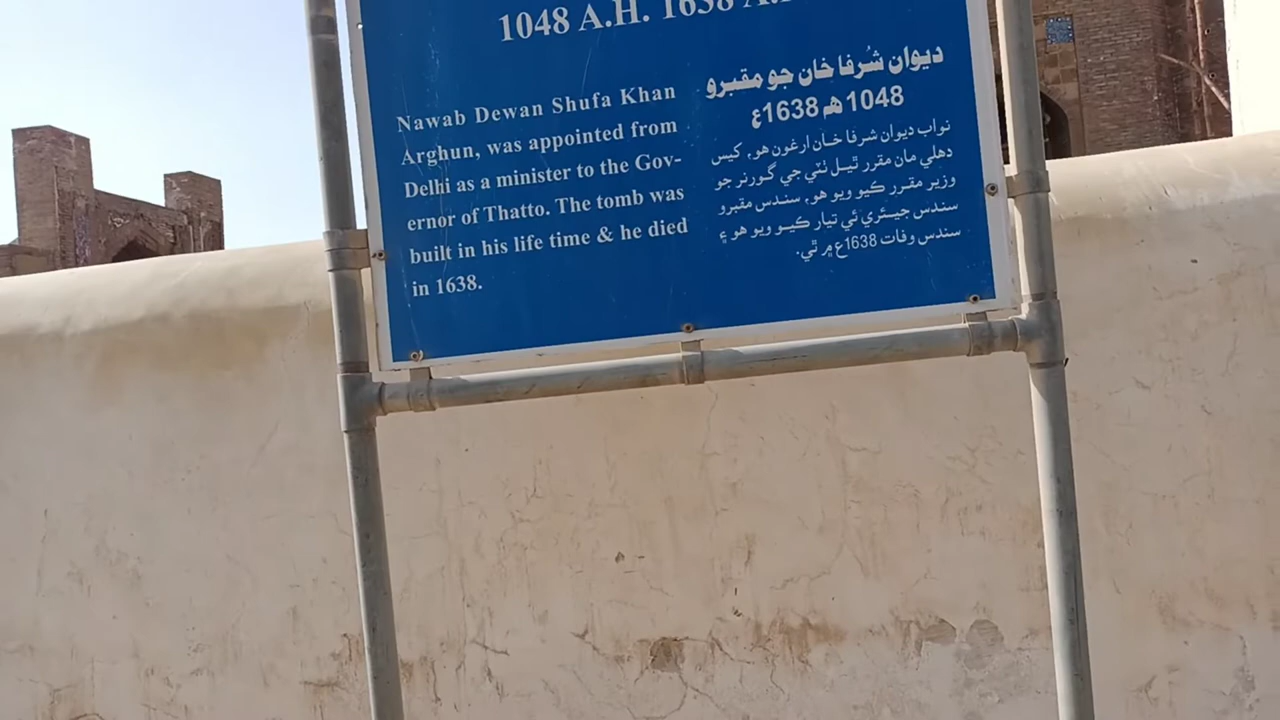 1048 A.H. 1638 A.
Nawab Dewan Shufa Khan
Arghun, was appointed from
Delhi as a minister to the Gov-
ernor of Thatto. The tomb was
built in his life time & he died
in 1638.
ديوان شُرفا خان جو مقبرو
1048 هه 1638ع
نواب ديوان شرفا خان ارغون هو، کيس
دهلي مان مقرر ٿيل ٺٽي جي گورنر جو
وزير مقرر ڪيو ويو هو، سندس مقبرو
سندس جيئري ئي تيار ڪيو ويو هو ۽
سندس وفات 1638ع ۾ ٿي.